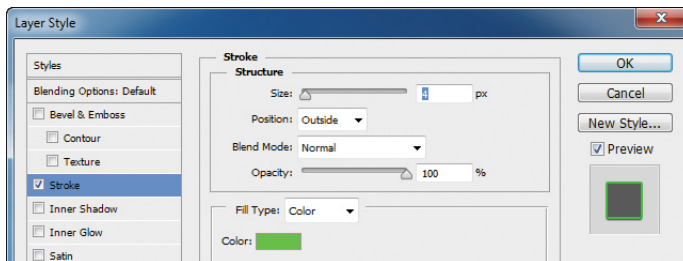 Layer Style
Styles
Blending Options: Default
Bevel & Emboss
Contour
Texture
Stroke
Inner Shadow
Inner Glow
Satin
Stroke
Structure
Size: 4 px
Position: Outside
Blend Mode: Normal
Opacity: 100 %
Fill Type: Color
Color:
OK
Cancel
New Style...
Preview